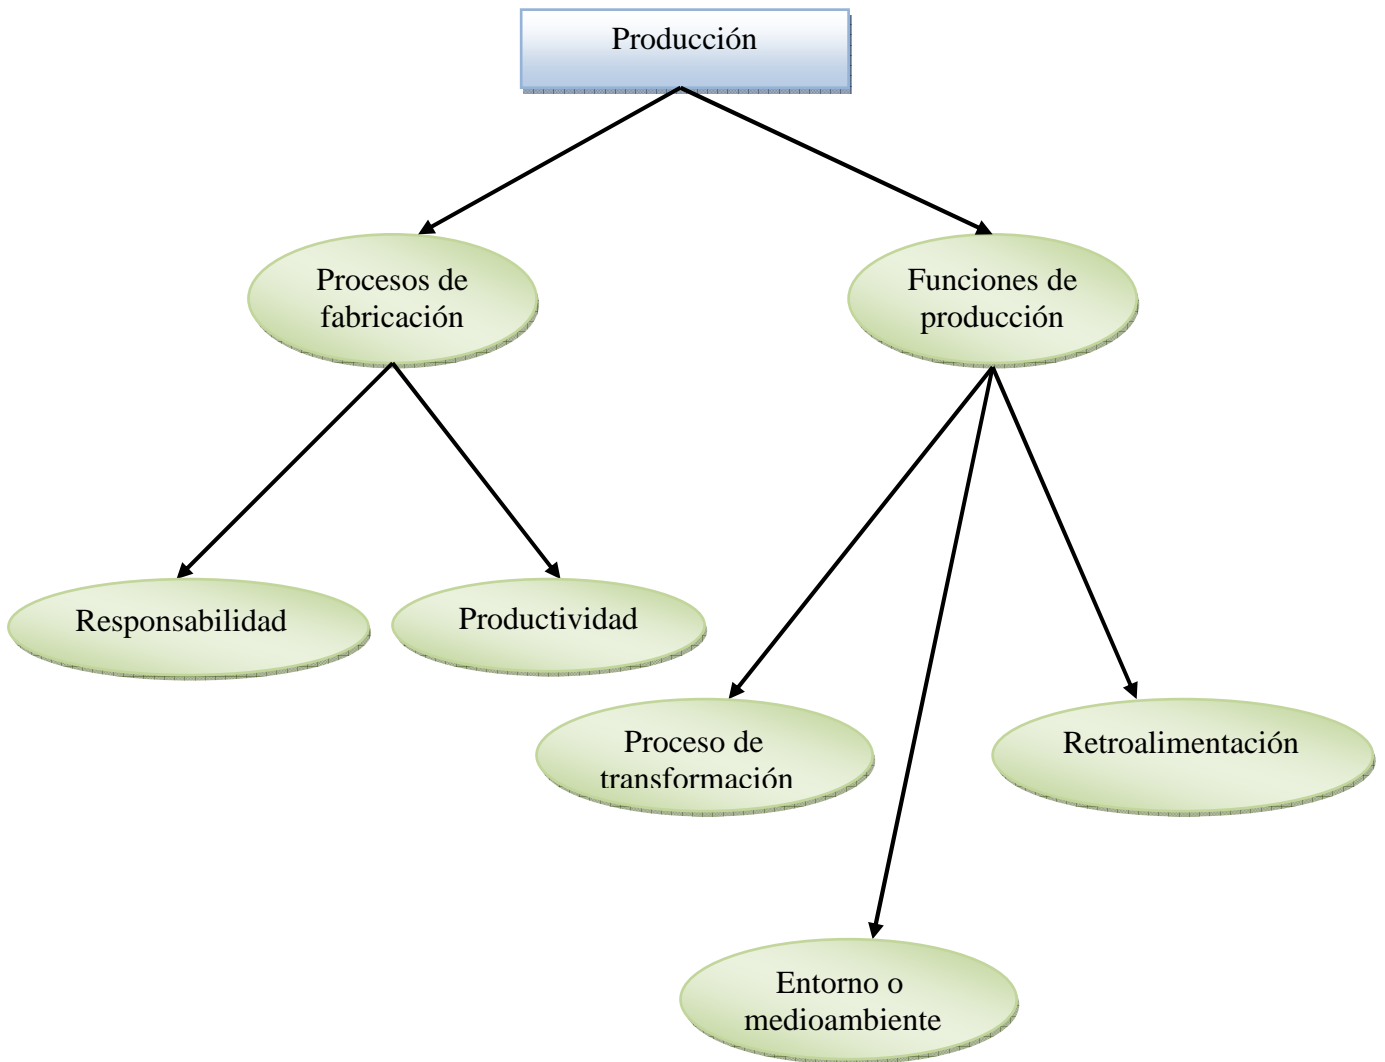 Producción
Procesos de
fabricación
Funciones de
producción
Responsabilidad
Productividad
Proceso de
transformación
Retroalimentación
Entorno o
medioambiente